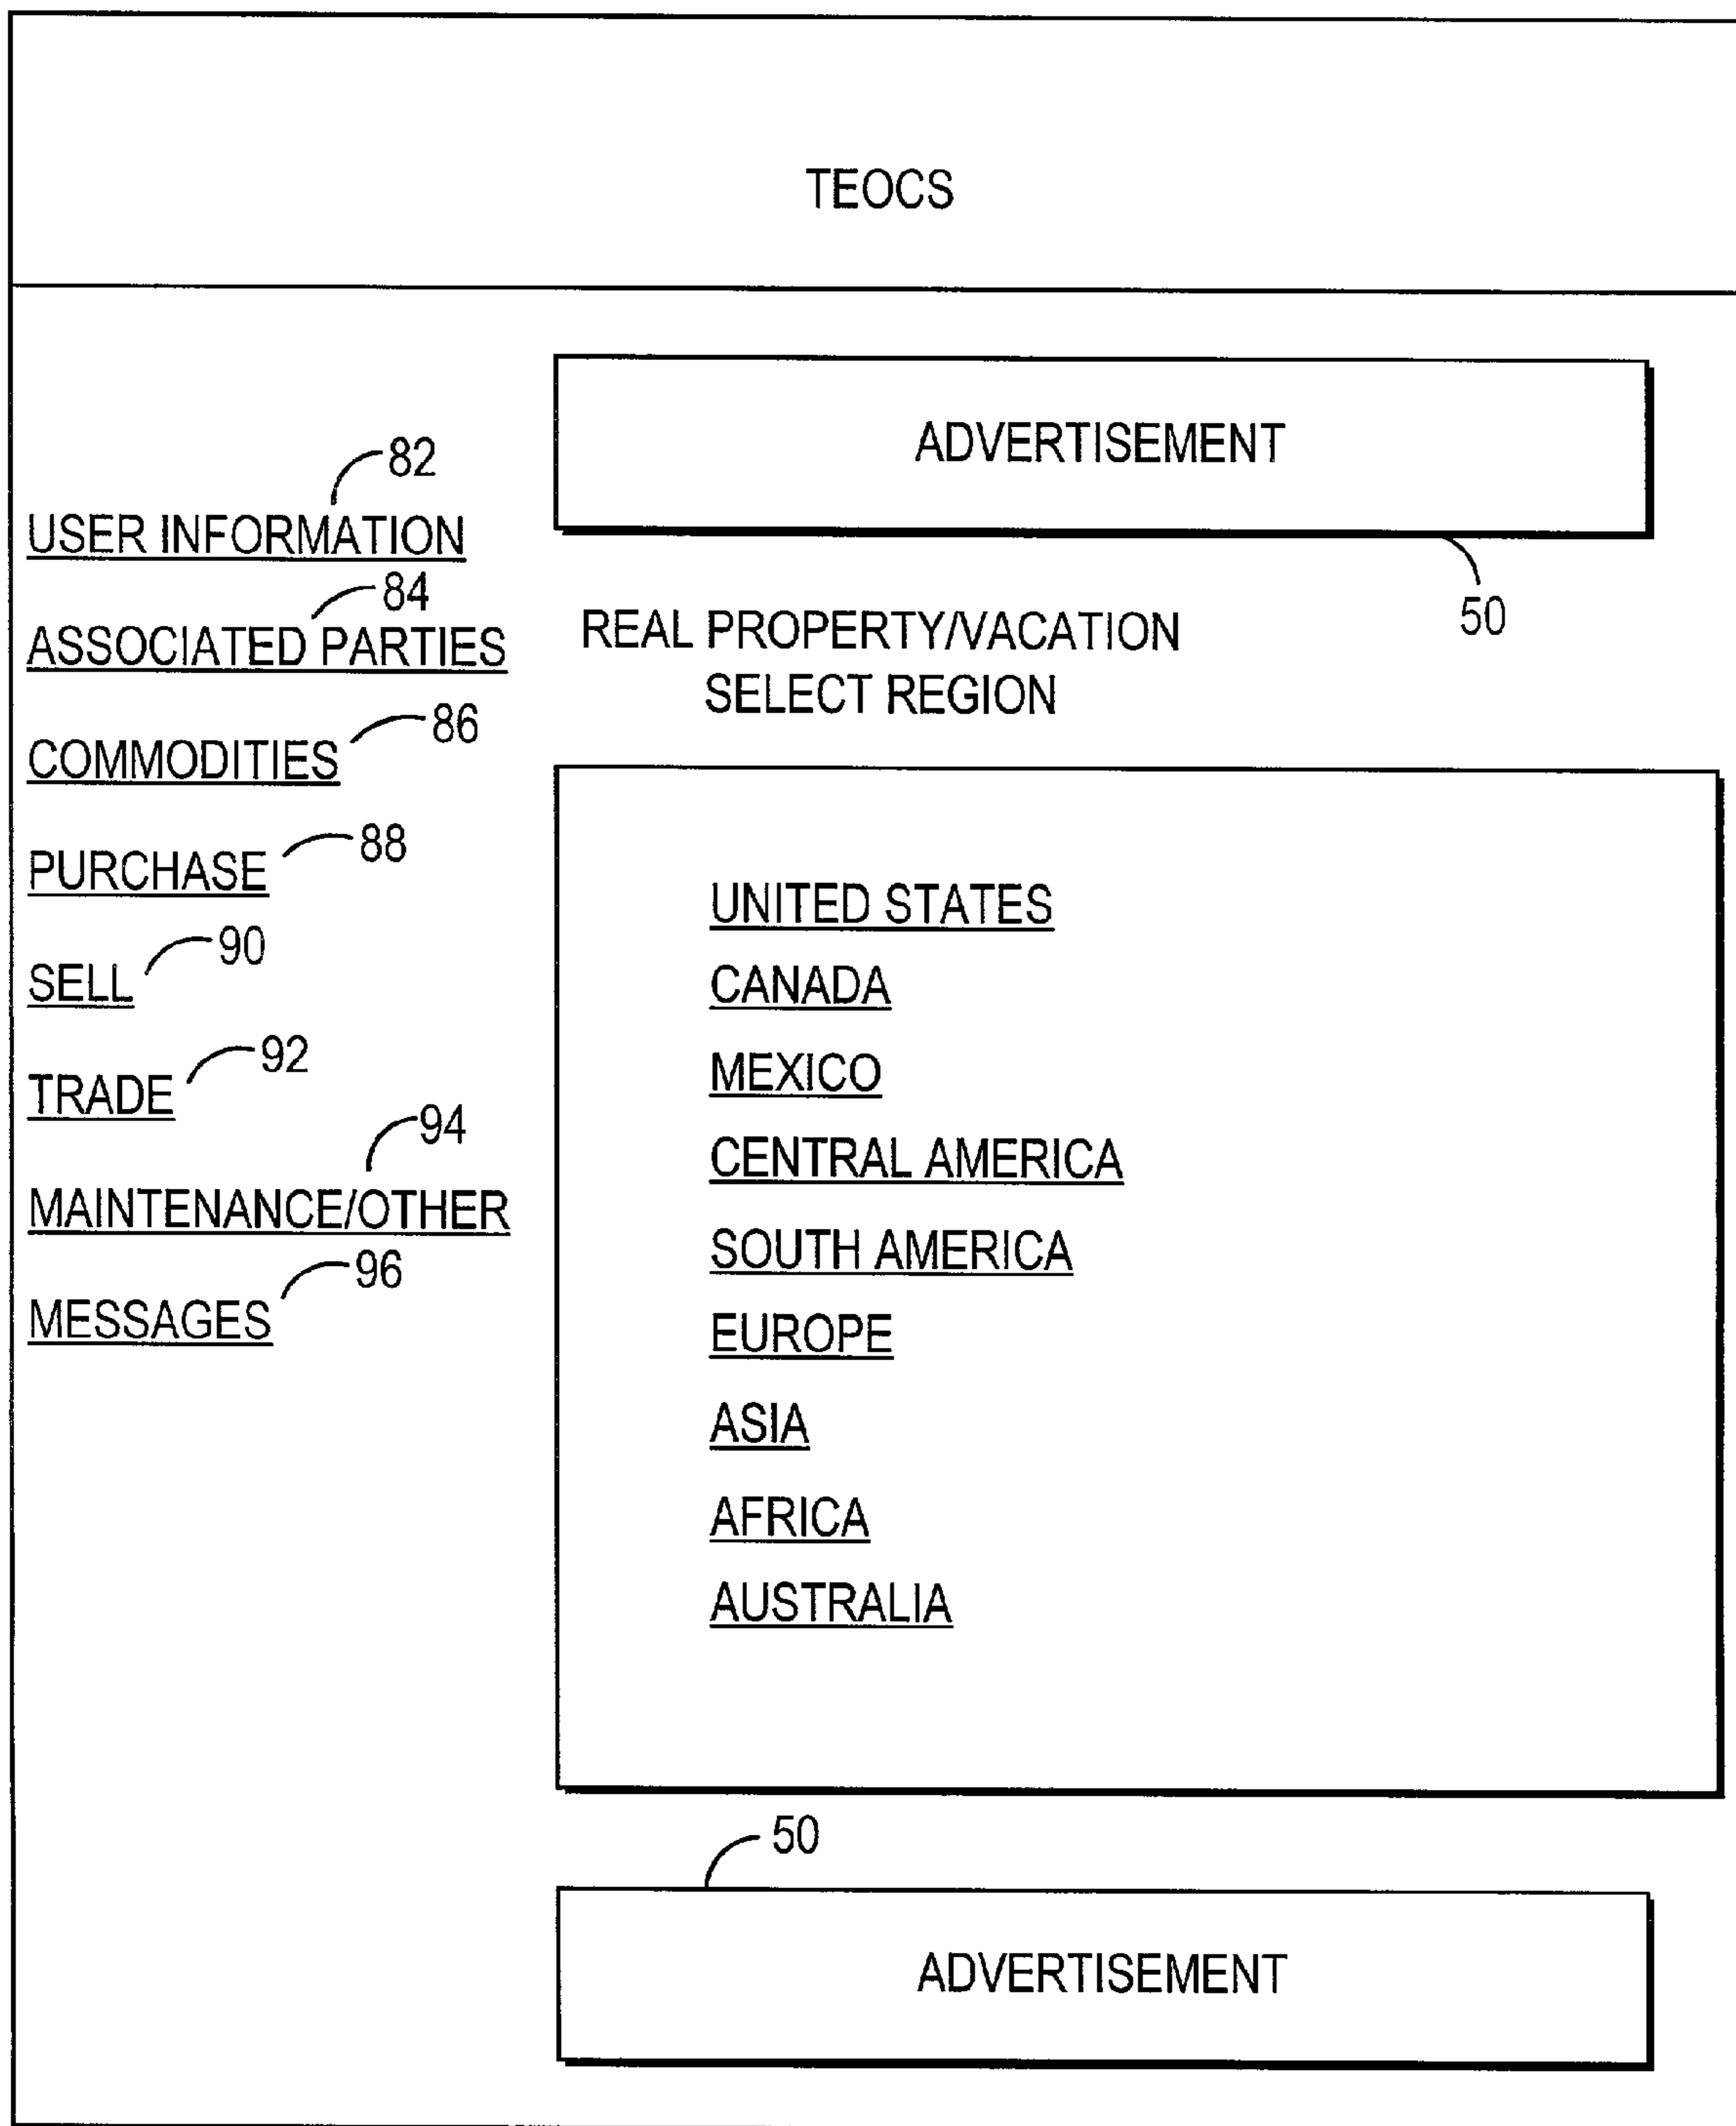 TEOCS
82
USER INFORMATION
84
ASSOCIATED PARTIES
86
COMMODITIES
88
PURCHASE
90
SELL
92
TRADE
94
MAINTENANCE/OTHER
96
MESSAGES
ADVERTISEMENT
50
REAL PROPERTY/VACATION
SELECT REGION
UNITED STATES
CANADA
MEXICO
CENTRAL AMERICA
SOUTH AMERICA
EUROPE
ASIA
AFRICA
AUSTRALIA
50
ADVERTISEMENT